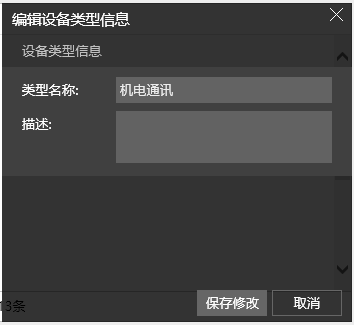 编辑设备类型信息
设备类型信息
类型名称: 机电通讯
描述:
13条
保存修改 取消